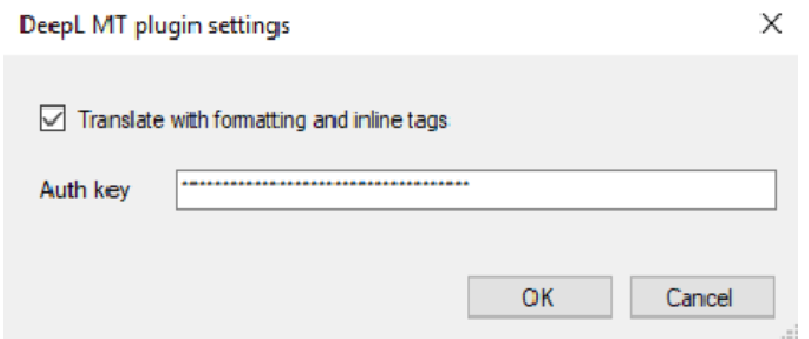 DeepL MT plugin settings
Translate with formatting and inline tags
Auth key
OK Cancel